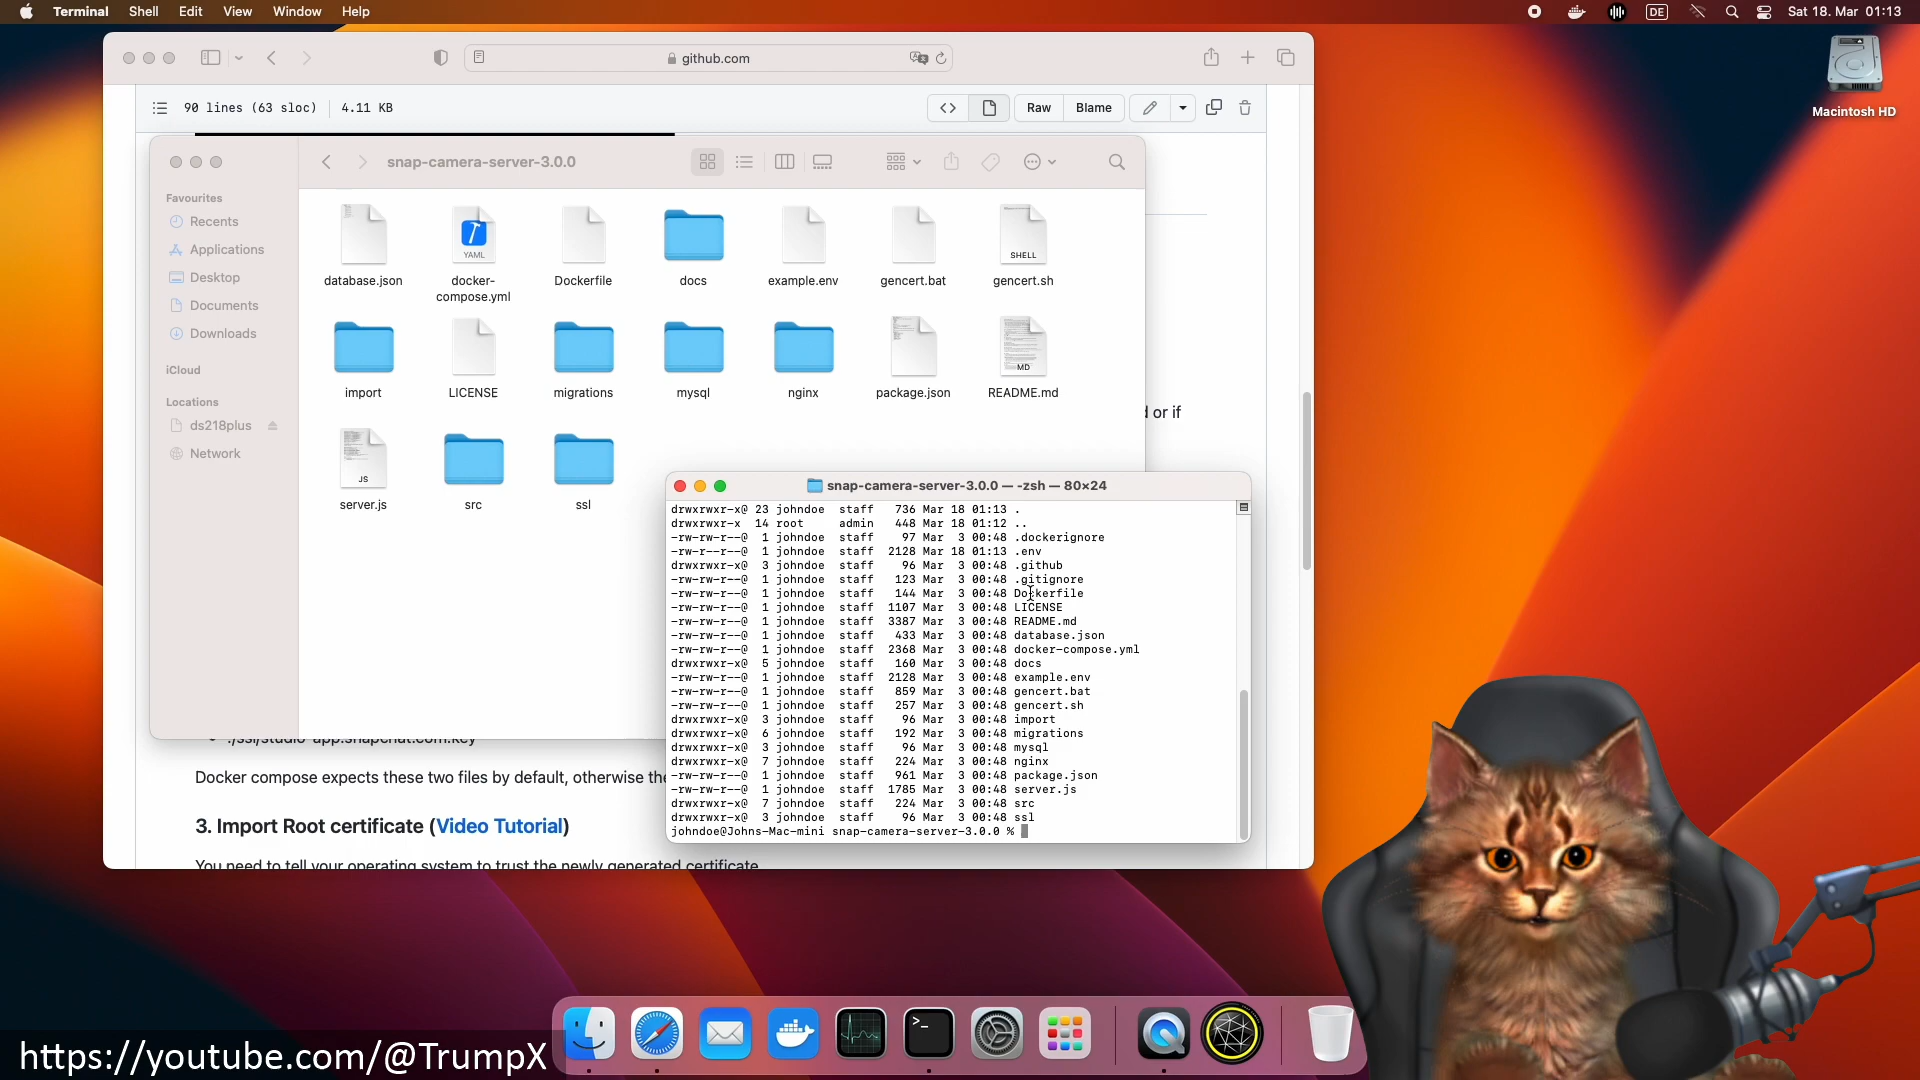 Terminal Shell Edit View Window Help
DE Sat 18. Mar 01:13
Macintosh HD
github.com
90 lines (63 sloc) 4.11 KB
Raw Blame
snap-camera-server-3.0.0
Favourites
Recents
Applications
Desktop
Documents
Downloads
iCloud
Locations
ds218plus
Network
YAML SHELL
database.json docker-compose.yml Dockerfile docs example.env gencert.bat gencert.sh
MD
import LICENSE migrations mysql nginx package.json README.md
JS
server.js src ssl
or if
snap-camera-server-3.0.0 — -zsh — 80×24
drwxrwxr-x@ 23 johndoe staff 736 Mar 18 01:13 .
drwxrwxr-x 14 root admin 448 Mar 18 01:12 ..
-rw-rw-r--@ 1 johndoe staff 97 Mar 3 00:48 .dockerignore
-rw-r--r--@ 1 johndoe staff 2128 Mar 18 01:13 .env
drwxrwxr-x@ 3 johndoe staff 96 Mar 3 00:48 .github
-rw-rw-r--@ 1 johndoe staff 123 Mar 3 00:48 .gitignore
-rw-rw-r--@ 1 johndoe staff 144 Mar 3 00:48 Dockerfile
-rw-rw-r--@ 1 johndoe staff 1107 Mar 3 00:48 LICENSE
-rw-rw-r--@ 1 johndoe staff 3387 Mar 3 00:48 README.md
-rw-rw-r--@ 1 johndoe staff 433 Mar 3 00:48 database.json
-rw-rw-r--@ 1 johndoe staff 2368 Mar 3 00:48 docker-compose.yml
drwxrwxr-x@ 5 johndoe staff 160 Mar 3 00:48 docs
-rw-rw-r--@ 1 johndoe staff 2128 Mar 3 00:48 example.env
-rw-rw-r--@ 1 johndoe staff 859 Mar 3 00:48 gencert.bat
-rw-rw-r--@ 1 johndoe staff 257 Mar 3 00:48 gencert.sh
drwxrwxr-x@ 3 johndoe staff 96 Mar 3 00:48 import
drwxrwxr-x@ 6 johndoe staff 192 Mar 3 00:48 migrations
drwxrwxr-x@ 3 johndoe staff 96 Mar 3 00:48 mysql
drwxrwxr-x@ 7 johndoe staff 224 Mar 3 00:48 nginx
-rw-rw-r--@ 1 johndoe staff 961 Mar 3 00:48 package.json
-rw-rw-r--@ 1 johndoe staff 1785 Mar 3 00:48 server.js
drwxrwxr-x@ 7 johndoe staff 224 Mar 3 00:48 src
drwxrwxr-x@ 3 johndoe staff 96 Mar 3 00:48 ssl
johndoe@Johns-Mac-mini snap-camera-server-3.0.0 %
Docker compose expects these two files by default, otherwise the
3. Import Root certificate (Video Tutorial)
You need to tell your operating system to trust the newly generated certificate
https://youtube.com/@TrumpX